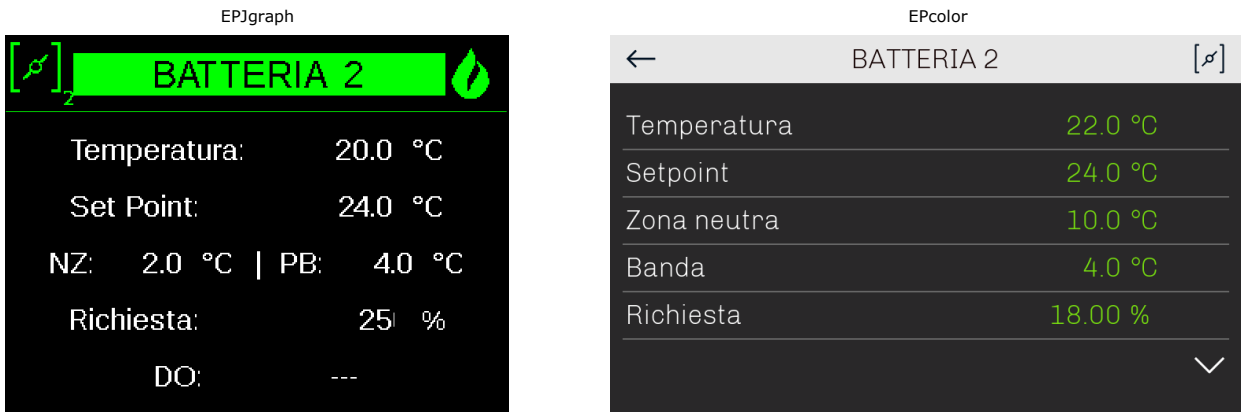 EPJgraph
2
BATTERIA 2
Temperatura: 20.0 °C
Set Point: 24.0 °C
NZ: 2.0 °C | PB: 4.0 °C
Richiesta: 25 %
DO: ---
EPcolor
BATTERIA 2
Temperatura 22.0 °C
Setpoint 24.0 °C
Zona neutra 10.0 °C
Banda 4.0 °C
Richiesta 18.00 %